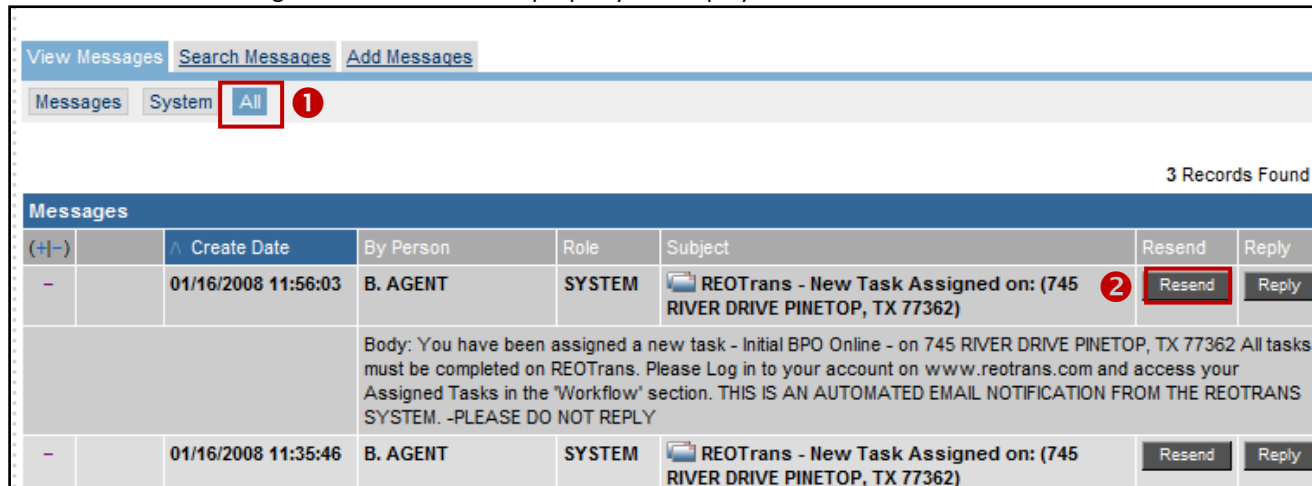 View Messages Search Messages Add Messages
Messages System All 1
3 Records Found
Messages
(+|−) ∧ Create Date By Person Role Subject Resend Reply
− 01/16/2008 11:56:03 B. AGENT SYSTEM REOTrans - New Task Assigned on: (745 2 Resend Reply
RIVER DRIVE PINETOP, TX 77362)
Body: You have been assigned a new task - Initial BPO Online - on 745 RIVER DRIVE PINETOP, TX 77362 All tasks
must be completed on REOTrans. Please Log in to your account on www.reotrans.com and access your
Assigned Tasks in the 'Workflow' section. THIS IS AN AUTOMATED EMAIL NOTIFICATION FROM THE REOTRANS
SYSTEM. -PLEASE DO NOT REPLY
− 01/16/2008 11:35:46 B. AGENT SYSTEM REOTrans - New Task Assigned on: (745 Resend Reply
RIVER DRIVE PINETOP, TX 77362)